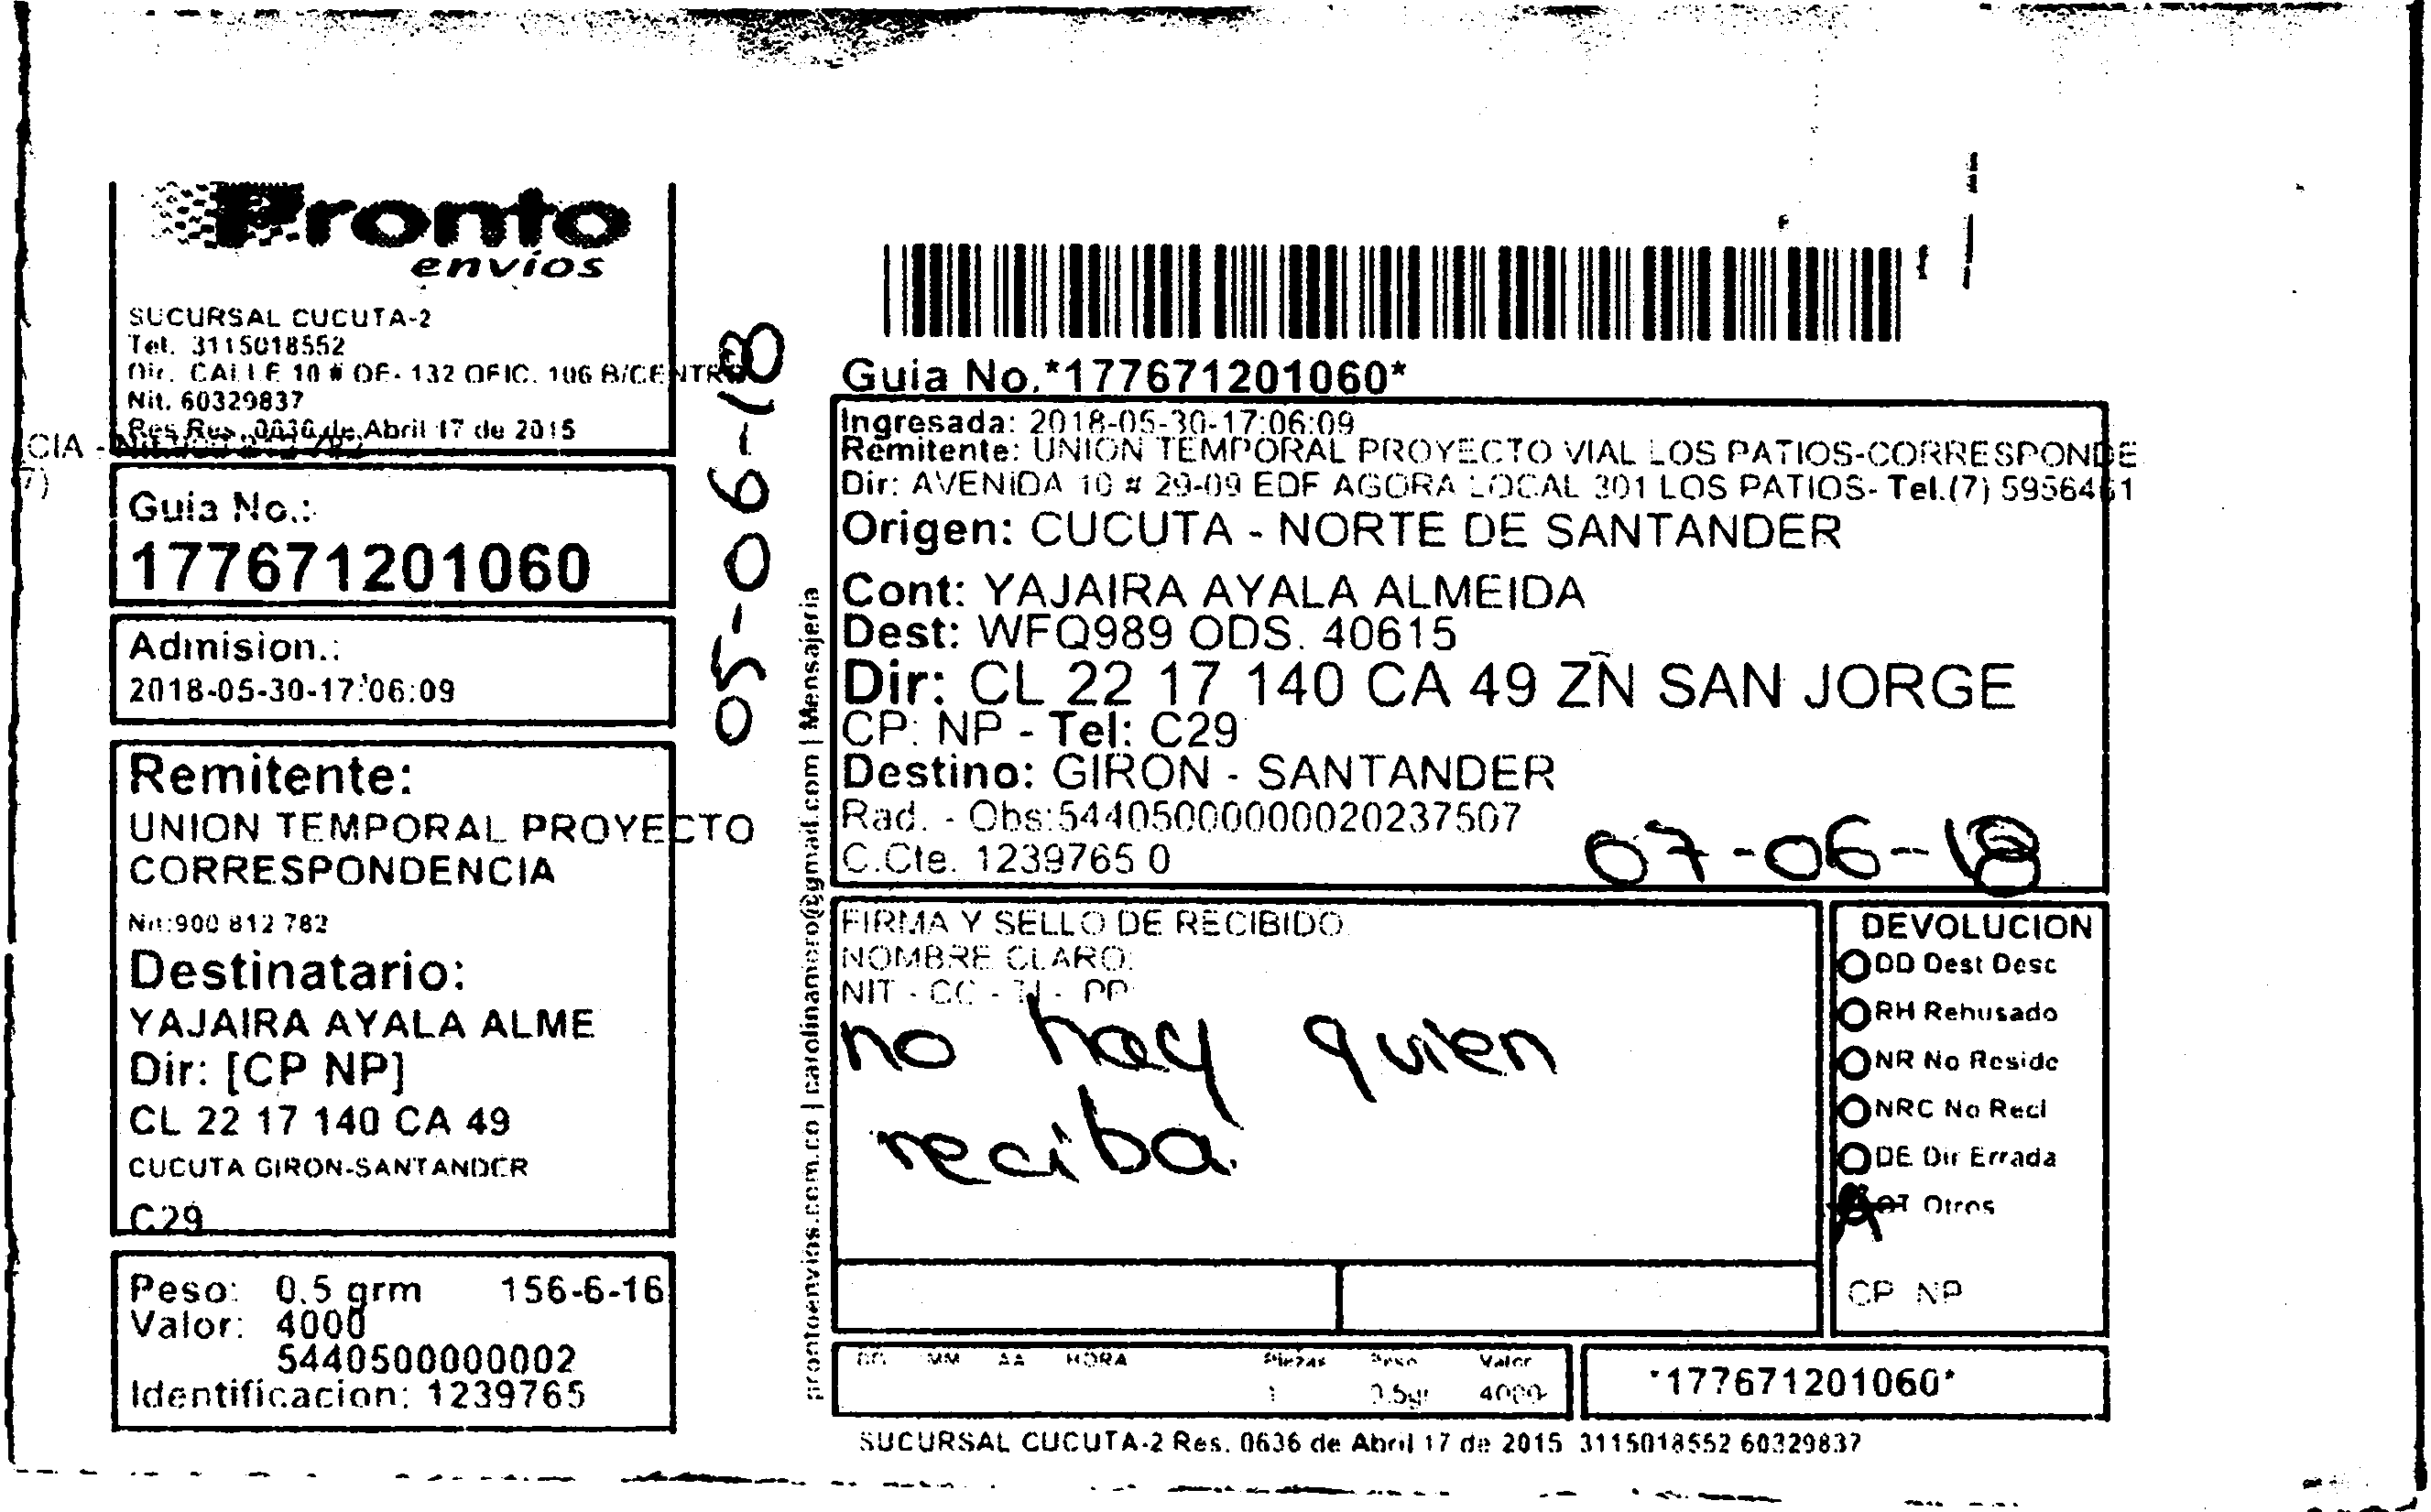 Pronto
envíos
SUCURSAL CUCUTA-2
Tel. 3115018552
Dir. CALLE 10 # OE- 132 OFIC. 106 B/CENTRO
Nit. 60329837
Res Res. 0636 de Abril 17 de 2015
CIA -
7)
Guia No.:
177671201060
Admision.:
2018-05-30-17:06:09
Remitente:
UNION TEMPORAL PROYECTO
CORRESPONDENCIA
Nit:900 812 782
Destinatario:
YAJAIRA AYALA ALME
Dir: [CP NP]
CL 22 17 140 CA 49
CUCUTA GIRON-SANTANDER
C29
Peso: 0.5 grm 156-6-16
Valor: 4000
5440500000002
Identificacion: 1239765
05-06-18
prontoenvios.com.co | carolinanmero@gmail.com | Mensajeria
Guia No.*177671201060*
Ingresada: 2018-05-30-17:06:09
Remitente: UNION TEMPORAL PROYECTO VIAL LOS PATIOS-CORRESPONDE
Dir: AVENIDA 10 # 29-09 EDF AGORA LOCAL 301 LOS PATIOS- Tel.(7) 5956461
Origen: CUCUTA - NORTE DE SANTANDER
Cont: YAJAIRA AYALA ALMEIDA
Dest: WFQ989 ODS. 40615
Dir: CL 22 17 140 CA 49 ZÑ SAN JORGE
CP: NP - Tel: C29
Destino: GIRON - SANTANDER
Rad. - Obs:544050000000020237507
C.Cte. 1239765 0
07-06-18
FIRMA Y SELLO DE RECIBIDO
NOMBRE CLARO:
NIT - CC - TI - PP
no hay quien
reciba
DEVOLUCION
DD Dest Desc
RH Rehusado
NR No Reside
NRC No Recl
DE Dir Errada
OT Otros
CP NP
DD MM AA HORA Piezas Peso Valor
1 0.5gr 4000-
*177671201060*
SUCURSAL CUCUTA-2 Res. 0636 de Abril 17 de 2015 3115018552 60329837